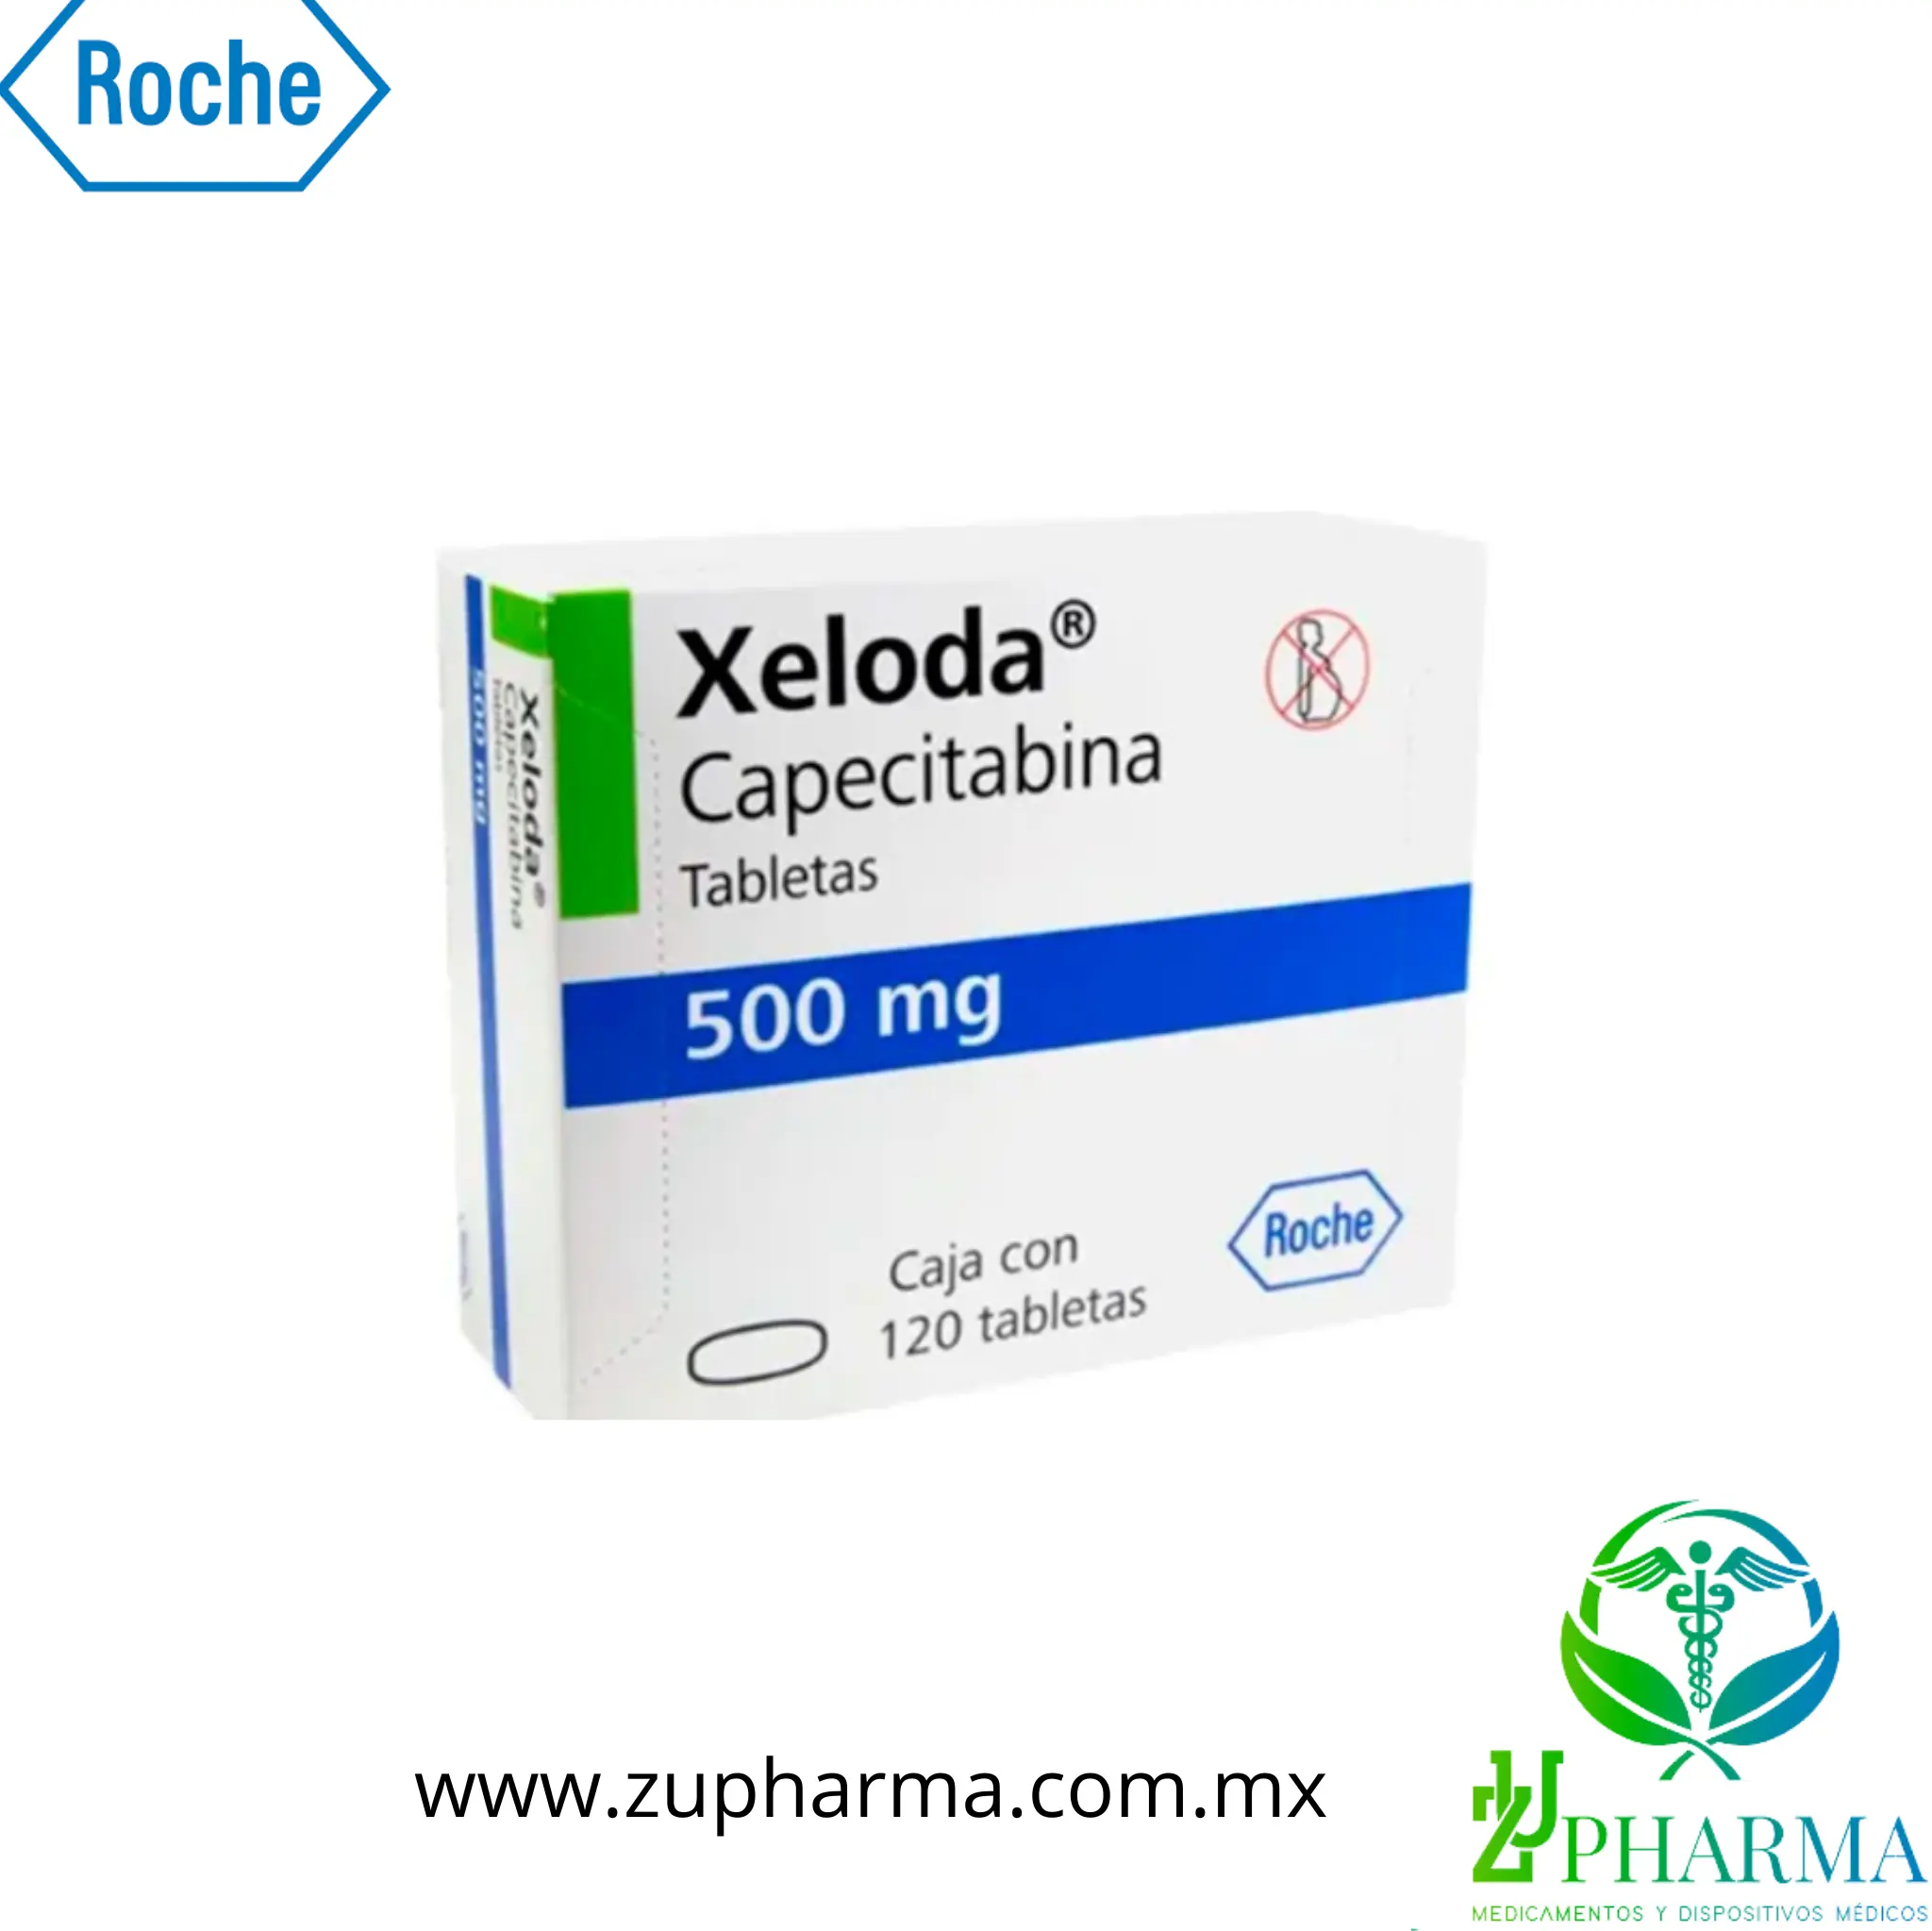 Roche
Xeloda®
Capecitabina
Tabletas
500 mg
Xeloda®
Capecitabina
Tabletas
500 mg
Caja con
120 tabletas
Roche
www.zupharma.com.mx
ZU PHARMA
MEDICAMENTOS Y DISPOSITIVOS MÉDICOS